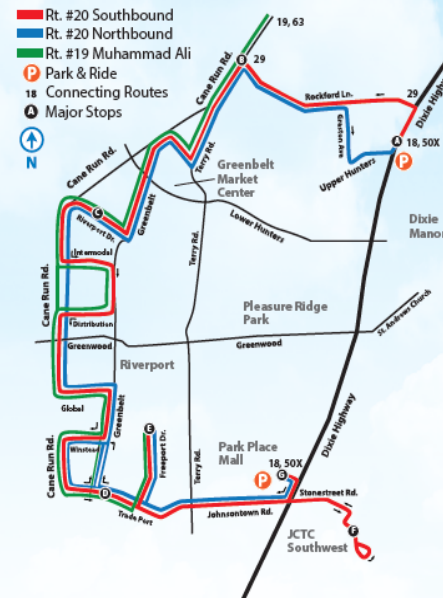 Rt. #20 Southbound
Rt. #20 Northbound
Rt. #19 Muhammad Ali
P Park & Ride
18 Connecting Routes
A Major Stops
N
19, 63
Cane Run Rd.
B
29
Rockford Ln.
29
Dixie High
Greston Ave
A
18, 50X
P
Upper Hunters
Terry Rd.
Cane Run Rd.
Greenbelt
Market
Center
C
Riverport Dr.
Greenbelt
Lower Hunters
Dixie
Mano
Intermodal
Terry Rd.
Cane Run Rd.
Distribution
Pleasure Ridge
Park
St. Andrews Church
Greenwood
Greenwood
Riverport
Global
Greenbelt
Dixie Highway
E
Winstead
Cane Run Rd.
Freeport Dr.
Terry Rd.
Park Place
Mall
18, 50X
P
G
D
Trade Port
Johnsontown Rd.
Stonestreet Rd.
F
JCTC
Southwest